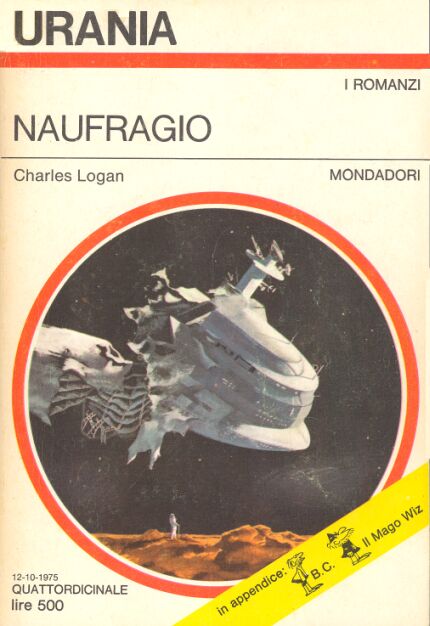 URANIA
I ROMANZI
NAUFRAGIO
Charles Logan
MONDADORI
12-10-1975
QUATTORDICINALE
lire 500
in appendice: B.C. Il Mago Wiz